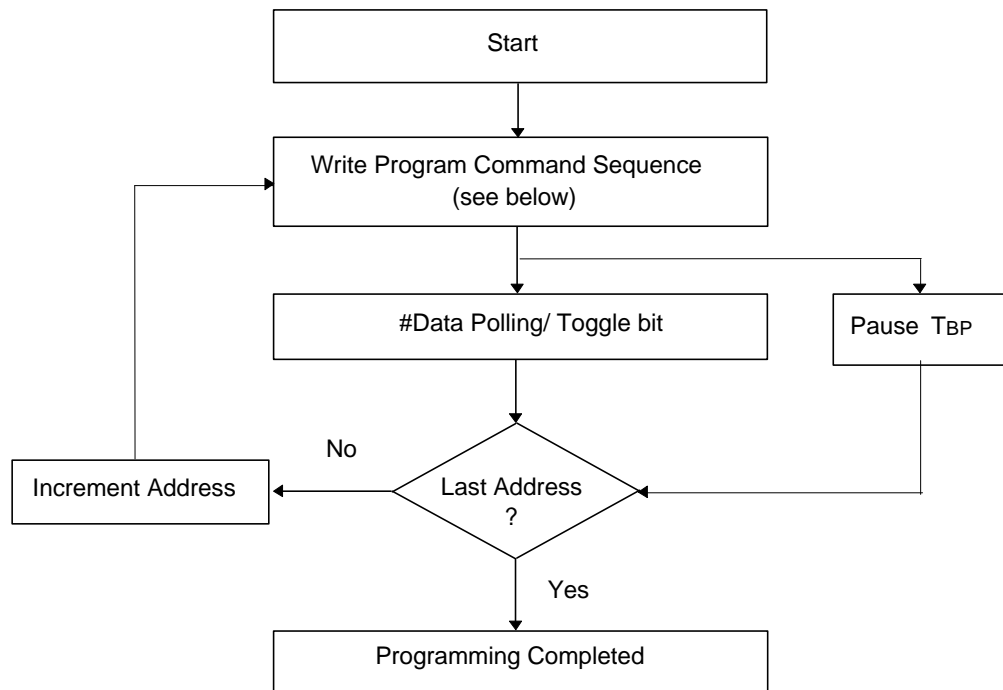 Start
Write Program Command Sequence
(see below)
#Data Polling/ Toggle bit
Pause TBP
No
Increment Address
Last Address
?
Yes
Programming Completed